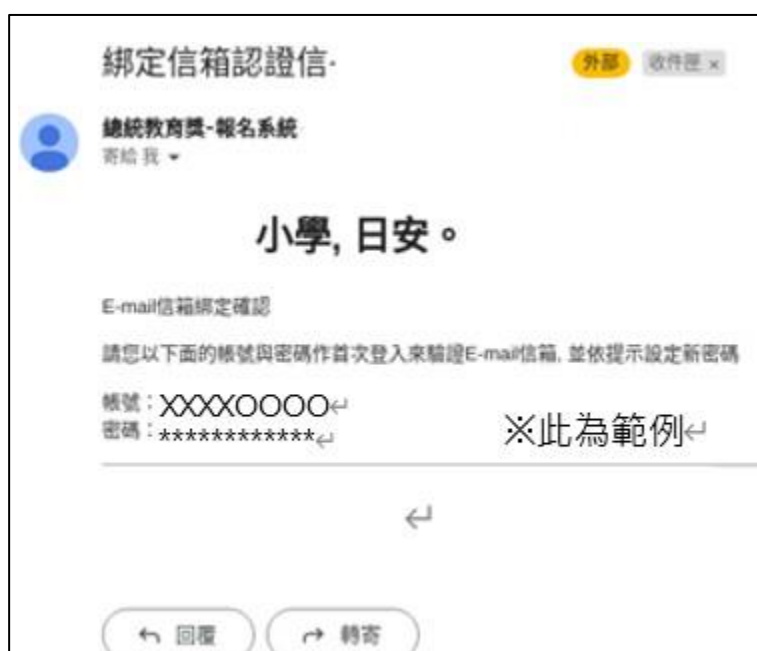 綁定信箱認證信·
外部 收件匣 ×
總統教育獎-報名系統
寄給 我
小學, 日安。
E-mail信箱綁定確認
請您以下面的帳號與密碼作首次登入來驗證E-mail信箱, 並依提示設定新密碼
帳號：XXXXOOOO↵
密碼：************↵
※此為範例↵
↵
回覆 轉寄